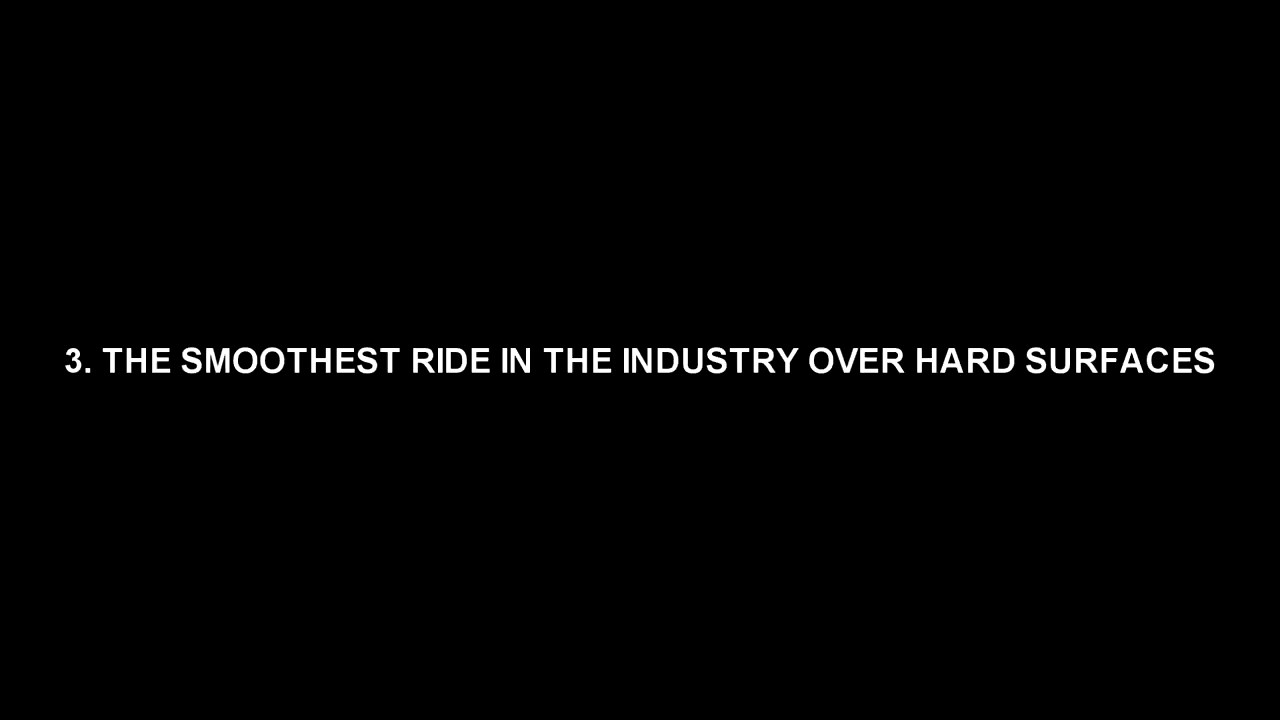 3. THE SMOOTHEST RIDE IN THE INDUSTRY OVER HARD SURFACES